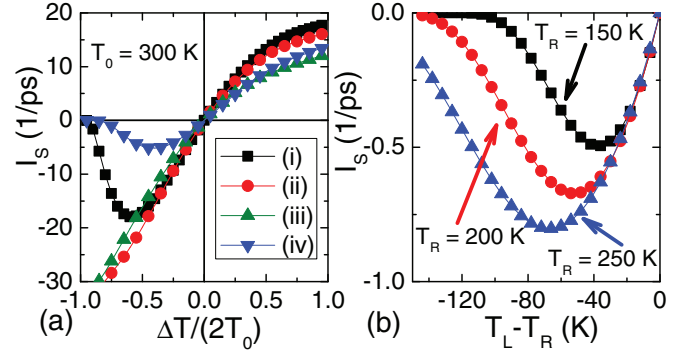 20
10
0
-10
-20
-30
I_S (1/ps)
T_0 = 300 K
(i)
(ii)
(iii)
(iv)
-1.0 -0.5 0.0 0.5 1.0
(a) ΔT/(2T_0)
0.0
-0.5
-1.0
I_S (1/ps)
T_R = 150 K
T_R = 200 K
T_R = 250 K
-120 -80 -40 0
(b) T_L-T_R (K)